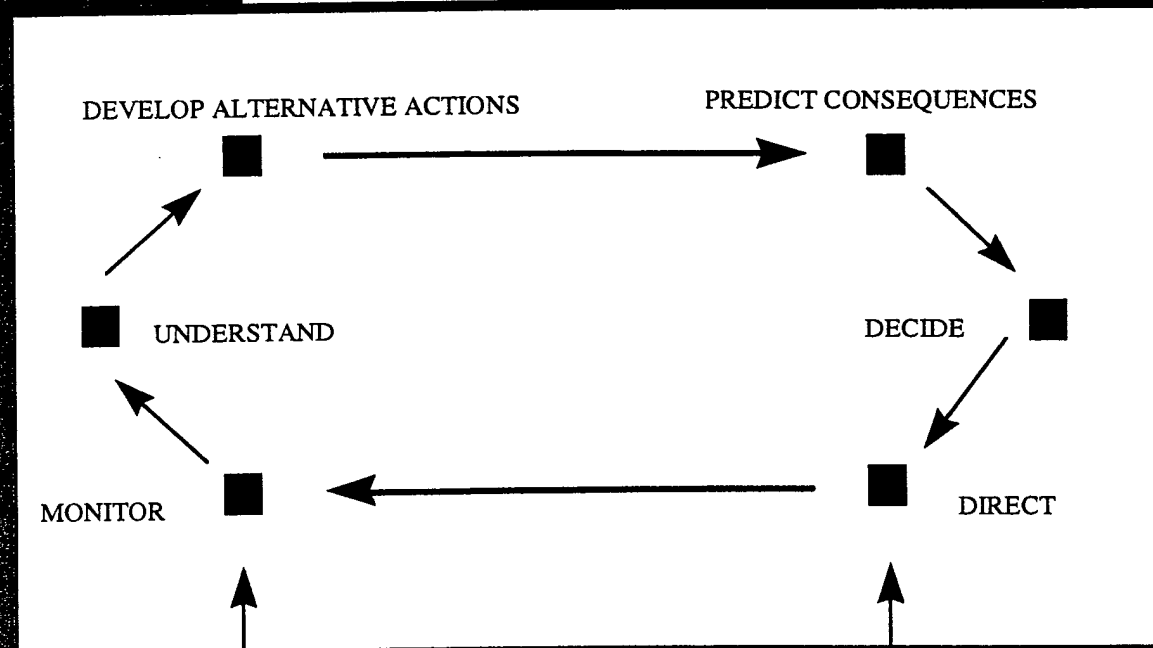 DEVELOP ALTERNATIVE ACTIONS
PREDICT CONSEQUENCES
UNDERSTAND
DECIDE
MONITOR
DIRECT